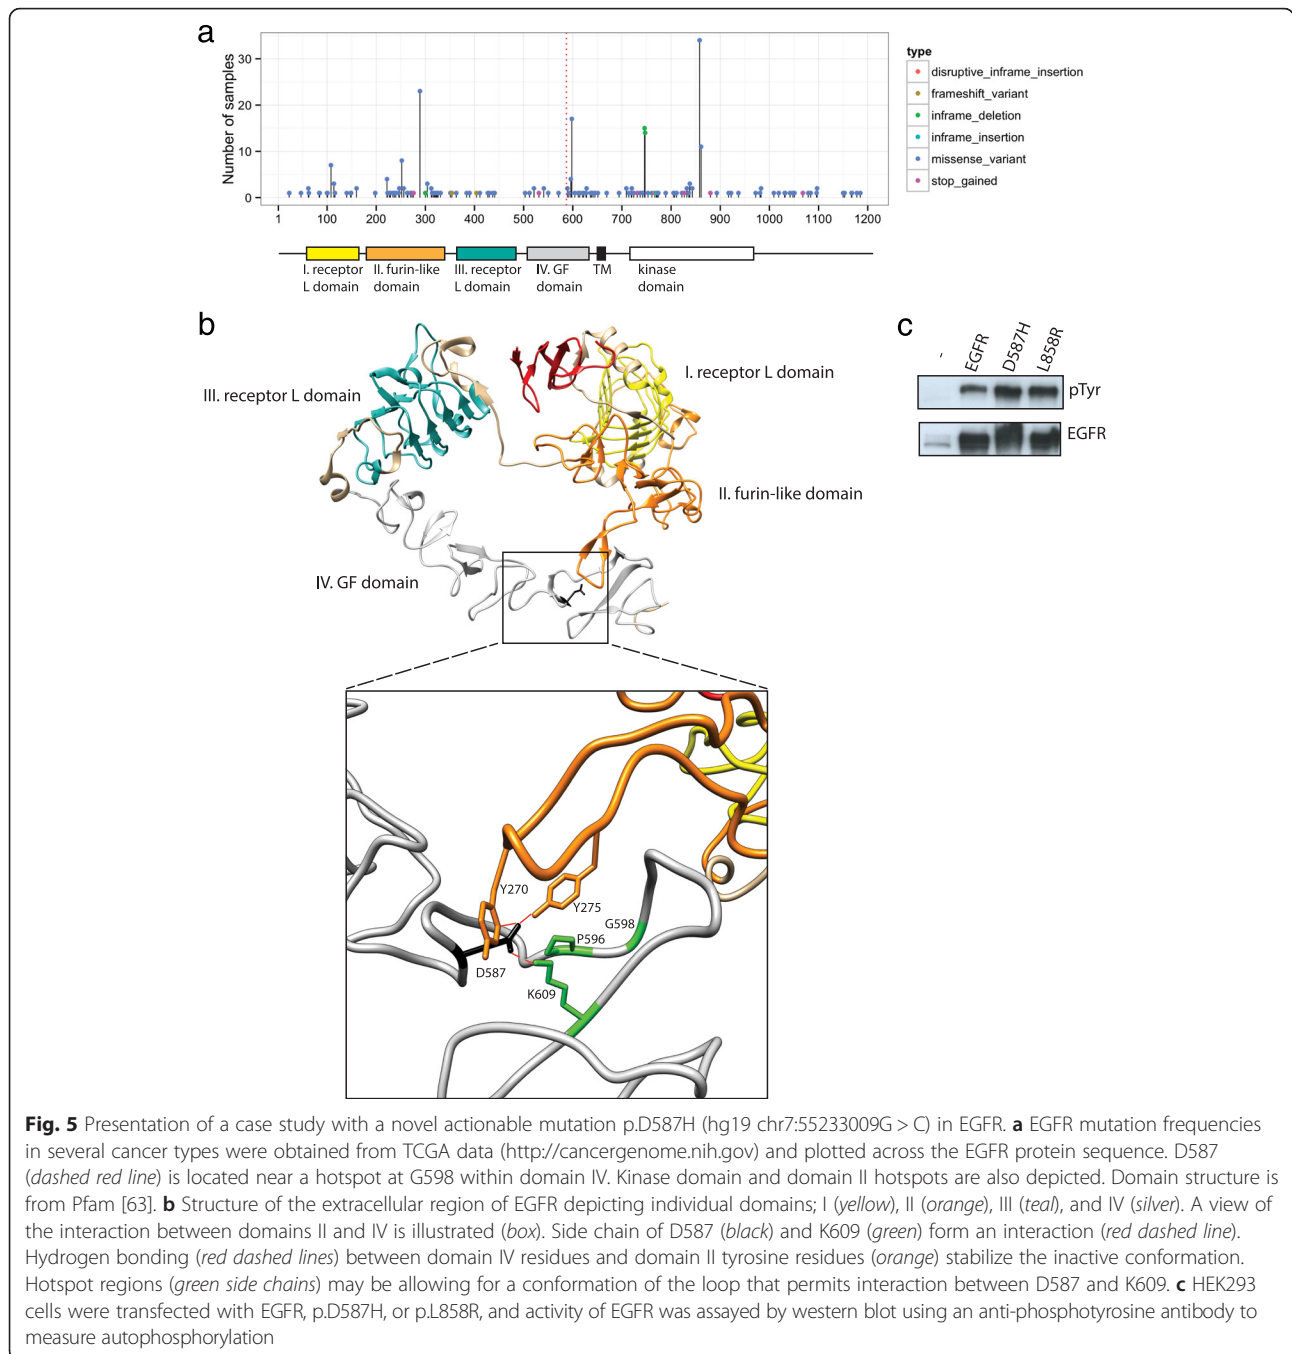 a
Number of samples
30
20
10
0
1 100 200 300 400 500 600 700 800 900 1000 1100 1200
type
disruptive_inframe_insertion
frameshift_variant
inframe_deletion
inframe_insertion
missense_variant
stop_gained
I. receptor L domain
II. furin-like domain
III. receptor L domain
IV. GF domain
TM
kinase domain
b
III. receptor L domain
I. receptor L domain
II. furin-like domain
IV. GF domain
Y270
Y275
G598
P596
D587
K609
c
- EGFR D587H L858R
pTyr
EGFR
Fig. 5 Presentation of a case study with a novel actionable mutation p.D587H (hg19 chr7:55233009G > C) in EGFR. a EGFR mutation frequencies
in several cancer types were obtained from TCGA data (http://cancergenome.nih.gov) and plotted across the EGFR protein sequence. D587
(dashed red line) is located near a hotspot at G598 within domain IV. Kinase domain and domain II hotspots are also depicted. Domain structure is
from Pfam [63]. b Structure of the extracellular region of EGFR depicting individual domains; I (yellow), II (orange), III (teal), and IV (silver). A view of
the interaction between domains II and IV is illustrated (box). Side chain of D587 (black) and K609 (green) form an interaction (red dashed line).
Hydrogen bonding (red dashed lines) between domain IV residues and domain II tyrosine residues (orange) stabilize the inactive conformation.
Hotspot regions (green side chains) may be allowing for a conformation of the loop that permits interaction between D587 and K609. c HEK293
cells were transfected with EGFR, p.D587H, or p.L858R, and activity of EGFR was assayed by western blot using an anti-phosphotyrosine antibody to
measure autophosphorylation